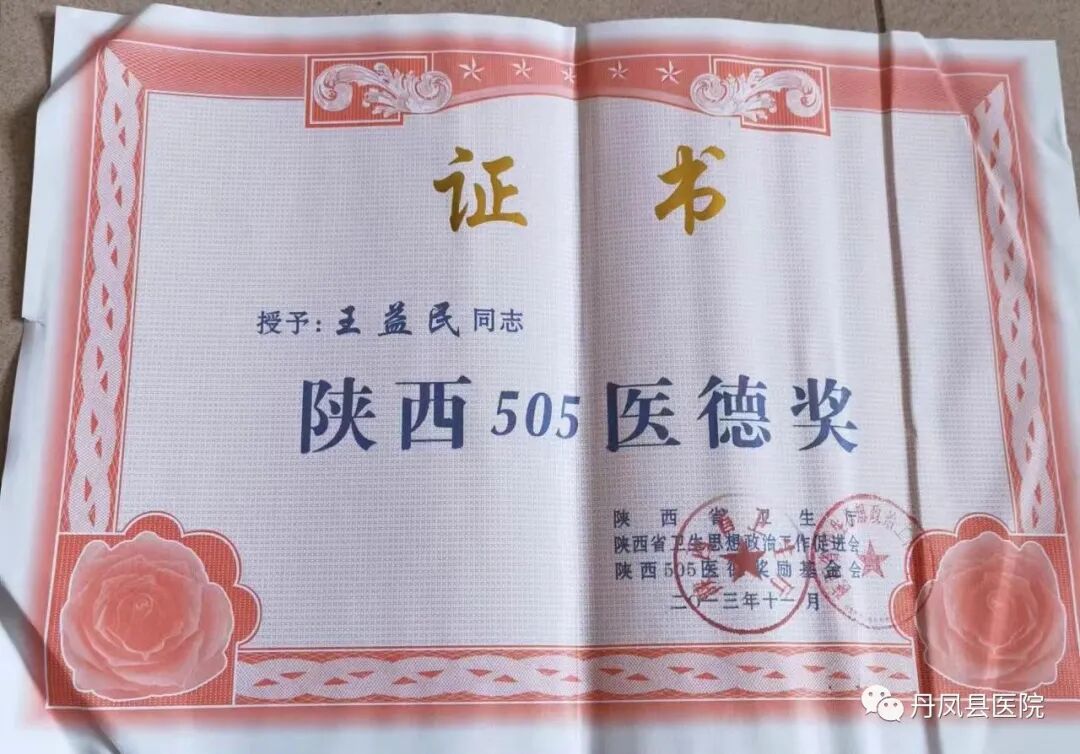 证书
授予：王益民同志
陕西505医德奖
陕西省卫生厅
陕西省卫生思想政治工作促进会
陕西505医德奖励基金会
二〇一三年十一月
丹凤县医院